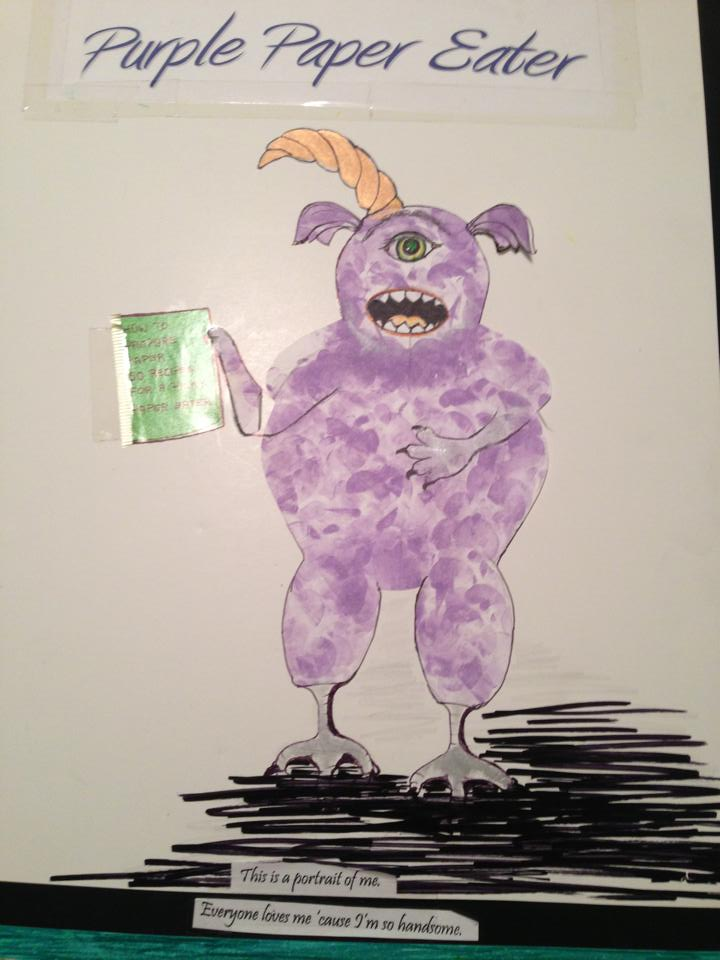 Purple Paper Eater
HOW TO
PREPARE
PAPER
60 RECIPES
FOR A
PAPER EATER
This is a portrait of me.
Everyone loves me 'cause I'm so handsome.